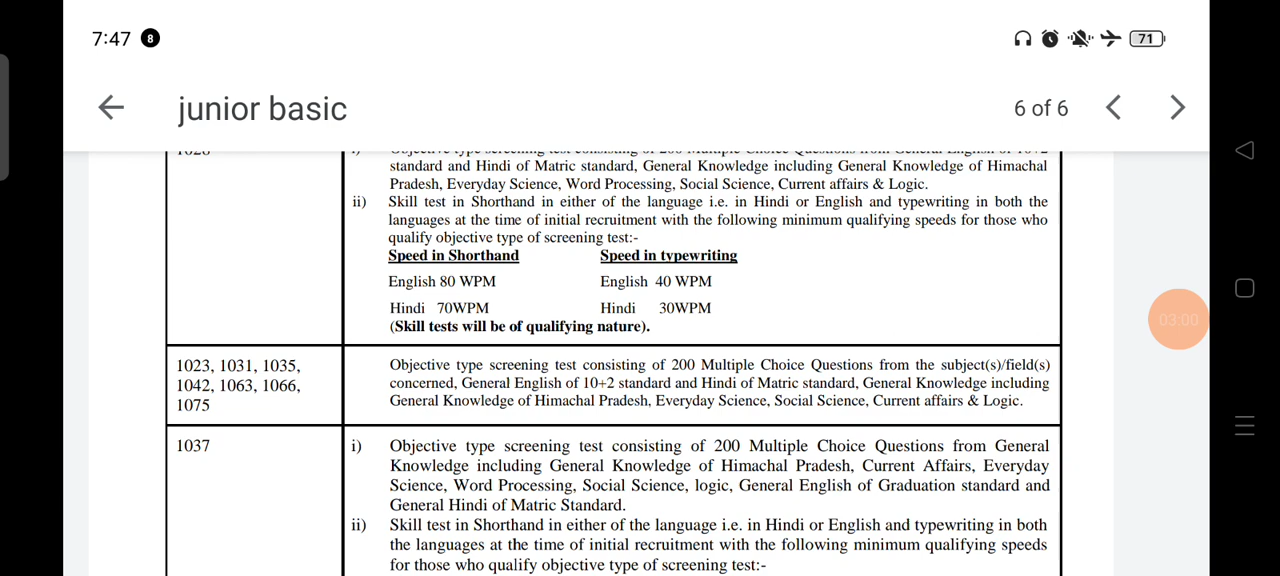 7:47 8
71
junior basic
6 of 6
standard and Hindi of Matric standard, General Knowledge including General Knowledge of Himachal
Pradesh, Everyday Science, Word Processing, Social Science, Current affairs & Logic.
ii) Skill test in Shorthand in either of the language i.e. in Hindi or English and typewriting in both the
languages at the time of initial recruitment with the following minimum qualifying speeds for those who
qualify objective type of screening test:-
Speed in Shorthand Speed in typewriting
English 80 WPM English 40 WPM
Hindi 70WPM Hindi 30WPM
(Skill tests will be of qualifying nature).
03:00
1023, 1031, 1035,
1042, 1063, 1066,
1075
Objective type screening test consisting of 200 Multiple Choice Questions from the subject(s)/field(s)
concerned, General English of 10+2 standard and Hindi of Matric standard, General Knowledge including
General Knowledge of Himachal Pradesh, Everyday Science, Social Science, Current affairs & Logic.
1037
i) Objective type screening test consisting of 200 Multiple Choice Questions from General
Knowledge including General Knowledge of Himachal Pradesh, Current Affairs, Everyday
Science, Word Processing, Social Science, logic, General English of Graduation standard and
General Hindi of Matric Standard.
ii) Skill test in Shorthand in either of the language i.e. in Hindi or English and typewriting in both
the languages at the time of initial recruitment with the following minimum qualifying speeds
for those who qualify objective type of screening test:-